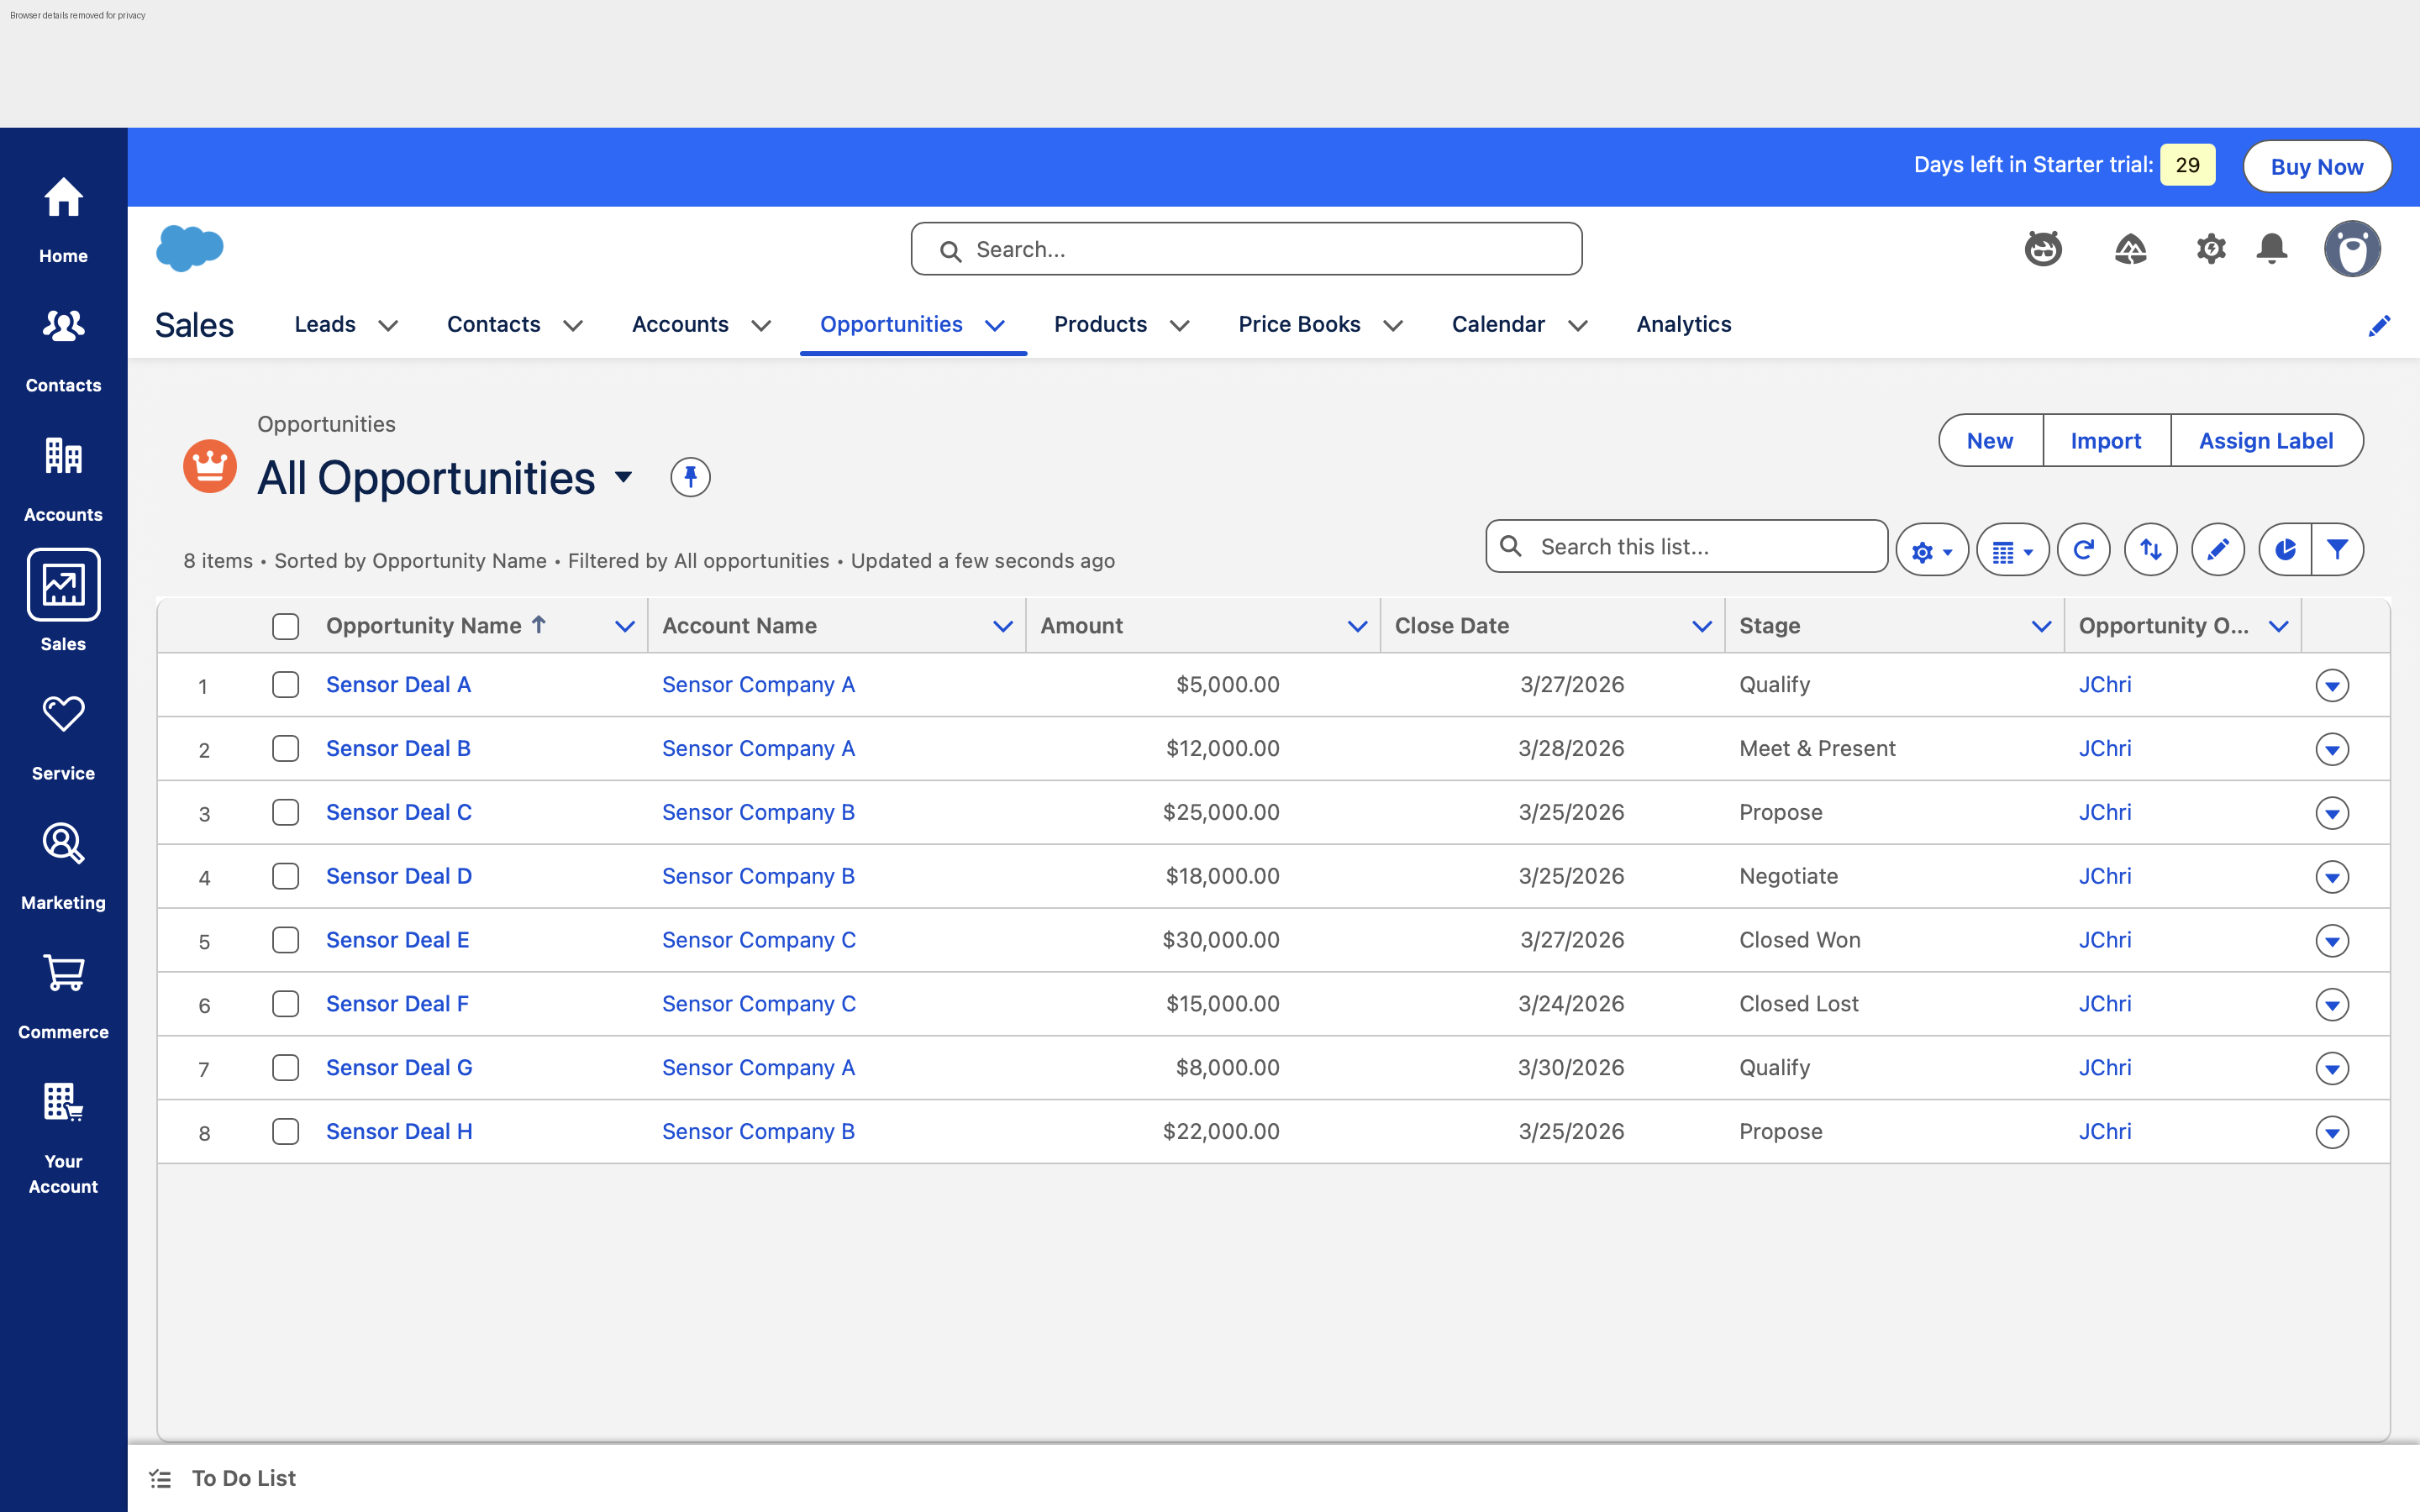 Browser details removed for privacy
Days left in Starter trial: 29 Buy Now
Search...
Sales Leads Contacts Accounts Opportunities Products Price Books Calendar Analytics
Home
Contacts
Accounts
Sales
Service
Marketing
Commerce
Your
Account
Opportunities
All Opportunities
New Import Assign Label
8 items • Sorted by Opportunity Name • Filtered by All opportunities • Updated a few seconds ago
Search this list...
Opportunity Name Account Name Amount Close Date Stage Opportunity O...
1 Sensor Deal A Sensor Company A $5,000.00 3/27/2026 Qualify JChri
2 Sensor Deal B Sensor Company A $12,000.00 3/28/2026 Meet & Present JChri
3 Sensor Deal C Sensor Company B $25,000.00 3/25/2026 Propose JChri
4 Sensor Deal D Sensor Company B $18,000.00 3/25/2026 Negotiate JChri
5 Sensor Deal E Sensor Company C $30,000.00 3/27/2026 Closed Won JChri
6 Sensor Deal F Sensor Company C $15,000.00 3/24/2026 Closed Lost JChri
7 Sensor Deal G Sensor Company A $8,000.00 3/30/2026 Qualify JChri
8 Sensor Deal H Sensor Company B $22,000.00 3/25/2026 Propose JChri
To Do List